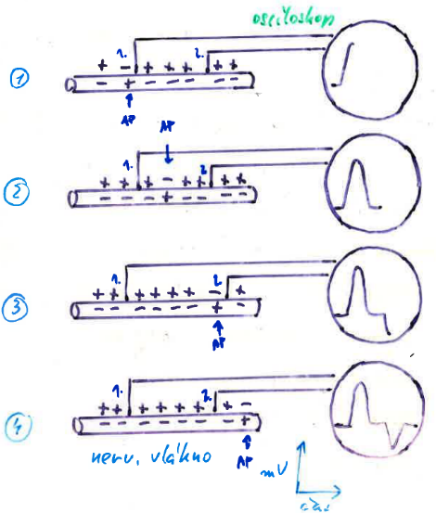 osciloskop
1. 2.
+ - + + + + + +
- - + - - - - - -
①
AP
AP
1. 2.
+ + + - + + +
- - - - + - - - -
②
1. 2.
+ + + + + + - +
- - - - - - - + -
③
AP
1. 2.
+ + + + + + + -
- - - - - - - - +
④
nerv. vlákno
AP
mV
čas